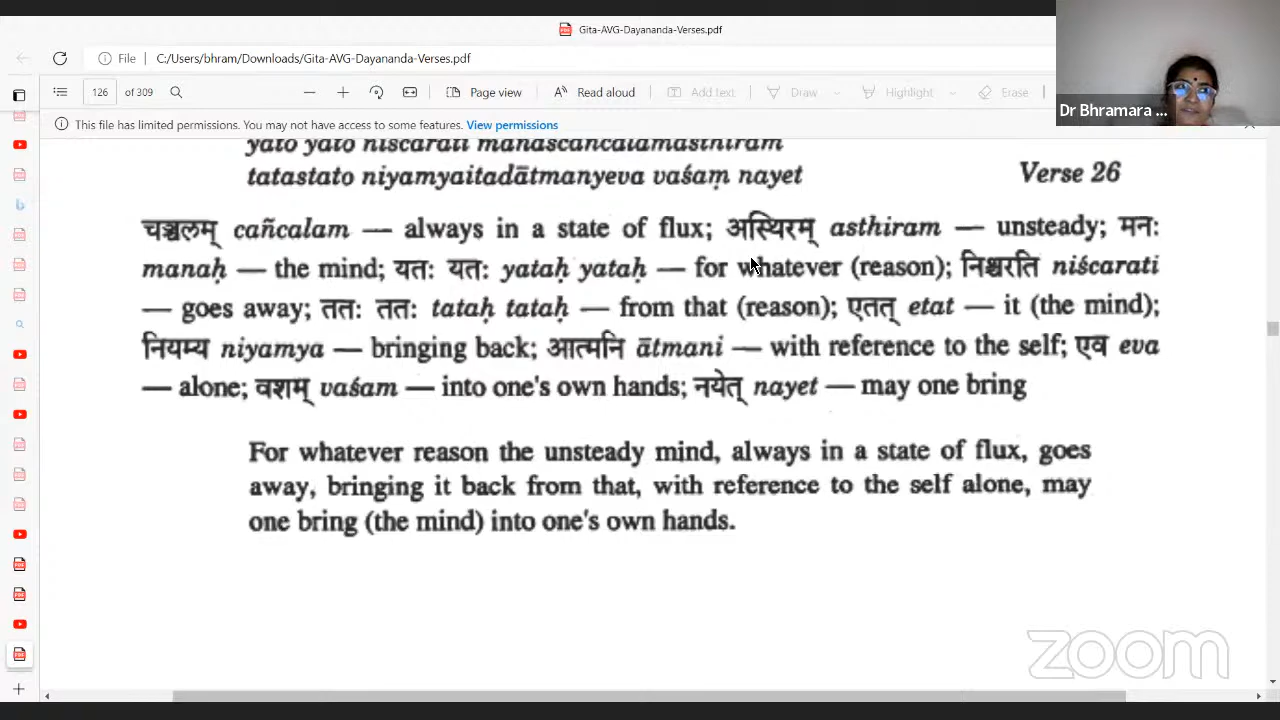 Gita-AVG-Dayananda-Verses.pdf
File C:/Users/bhram/Downloads/Gita-AVG-Dayananda-Verses.pdf
126 of 309 Page view Read aloud Add text Draw Highlight Erase
Dr Bhramara ...
This file has limited permissions. You may not have access to some features. View permissions
yato yato niścarati manaścañcalamasthiram
tatastato niyamyaitadātmanyeva vaśaṃ nayet Verse 26
चञ्चलम् cañcalam — always in a state of flux; अस्थिरम् asthiram — unsteady; मनः
manaḥ — the mind; यतः यतः yataḥ yataḥ — for whatever (reason); निश्चरति niścarati
— goes away; ततः ततः tataḥ tataḥ — from that (reason); एतत् etat — it (the mind);
नियम्य niyamya — bringing back; आत्मनि ātmani — with reference to the self; एव eva
— alone; वशम् vaśam — into one's own hands; नयेत् nayet — may one bring
For whatever reason the unsteady mind, always in a state of flux, goes
away, bringing it back from that, with reference to the self alone, may
one bring (the mind) into one's own hands.
zoom